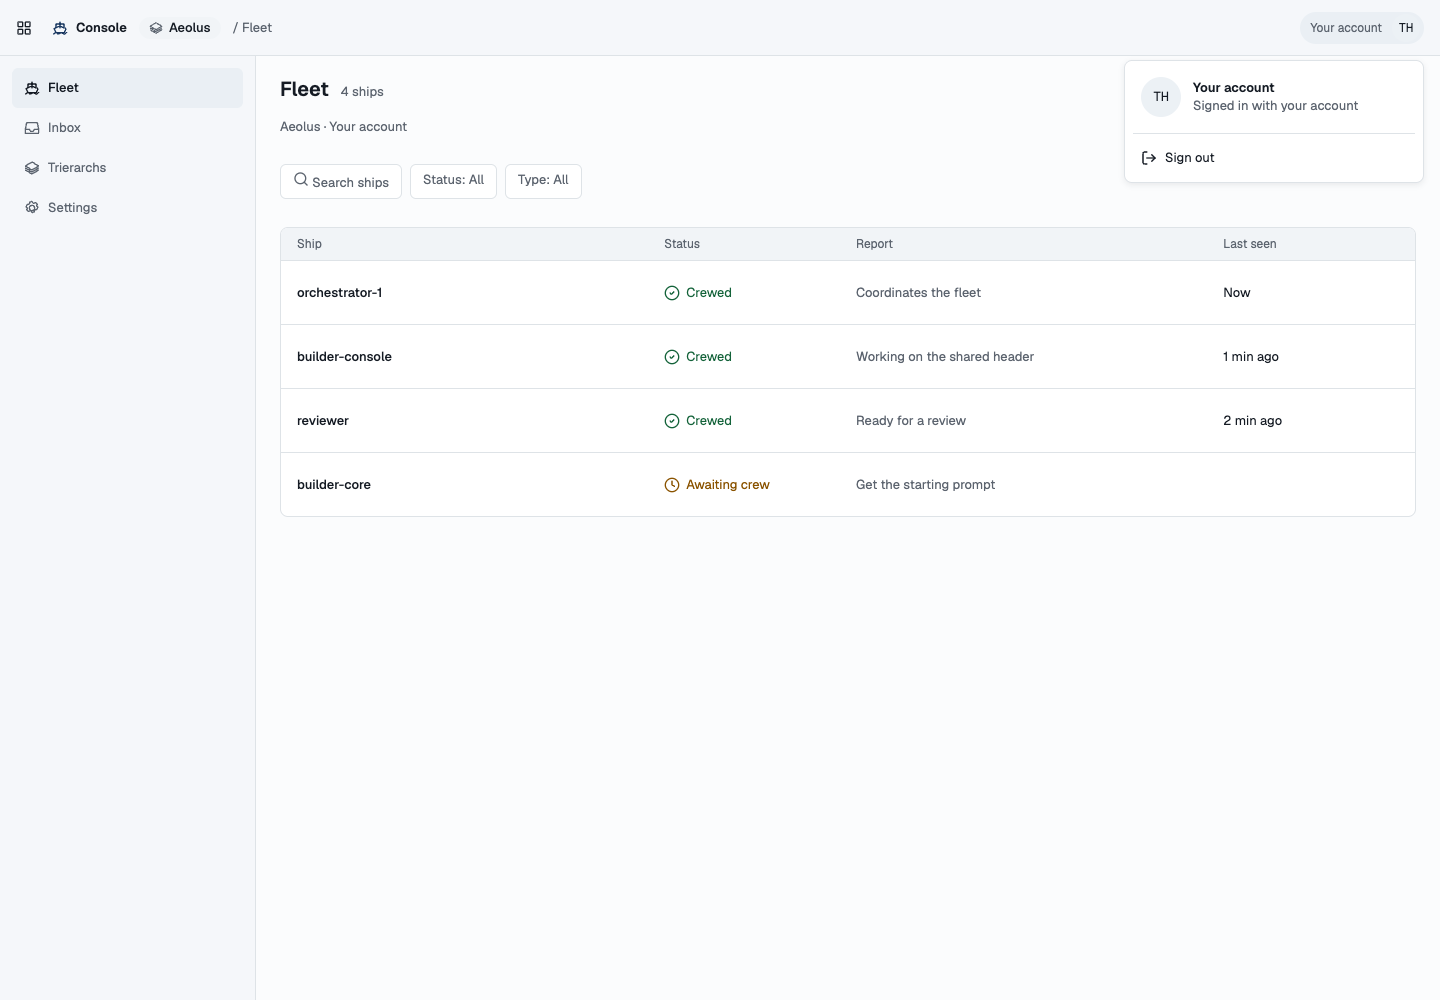 Console Aeolus / Fleet Your account TH
Fleet
Inbox
Trierarchs
Settings
Fleet 4 ships
Aeolus · Your account
TH Your account
Signed in with your account
Sign out
Search ships Status: All Type: All
Ship Status Report Last seen
orchestrator-1 Crewed Coordinates the fleet Now
builder-console Crewed Working on the shared header 1 min ago
reviewer Crewed Ready for a review 2 min ago
builder-core Awaiting crew Get the starting prompt